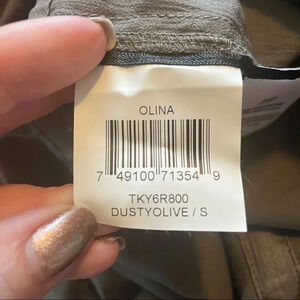 OLINA
7 49100 71354 9
TKY6R800
DUSTYOLIVE / S